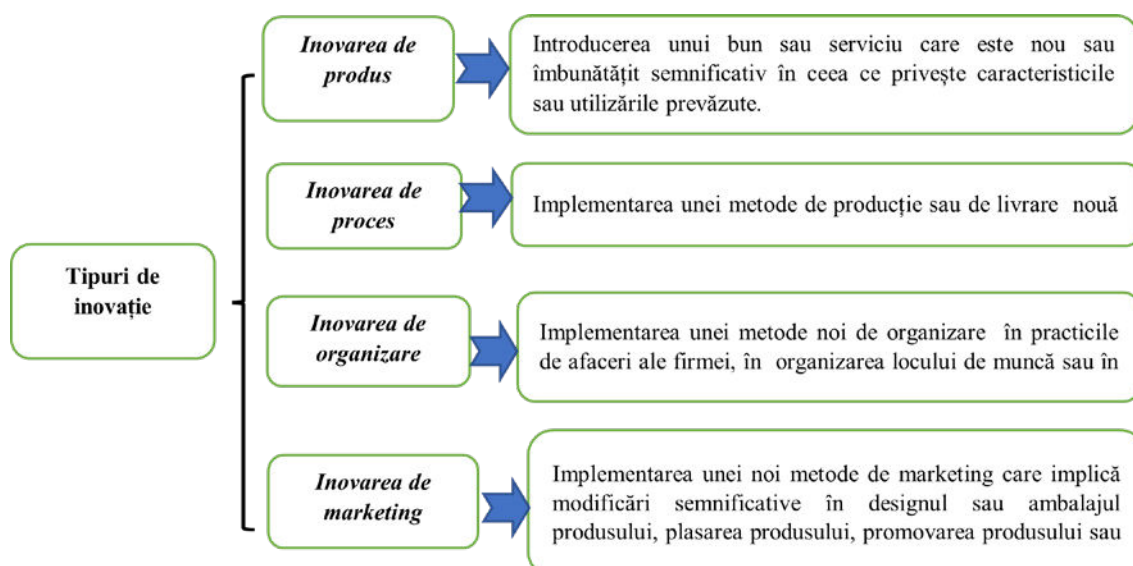 Tipuri de
inovație
Inovarea de
produs
Introducerea unui bun sau serviciu care este nou sau
îmbunătățit semnificativ în ceea ce privește caracteristicile
sau utilizările prevăzute.
Inovarea de
proces
Implementarea unei metode de producție sau de livrare nouă
Inovarea de
organizare
Implementarea unei metode noi de organizare în practicile
de afaceri ale firmei, în organizarea locului de muncă sau în
Inovarea de
marketing
Implementarea unei noi metode de marketing care implică
modificări semnificative în designul sau ambalajul
produsului, plasarea produsului, promovarea produsului sau